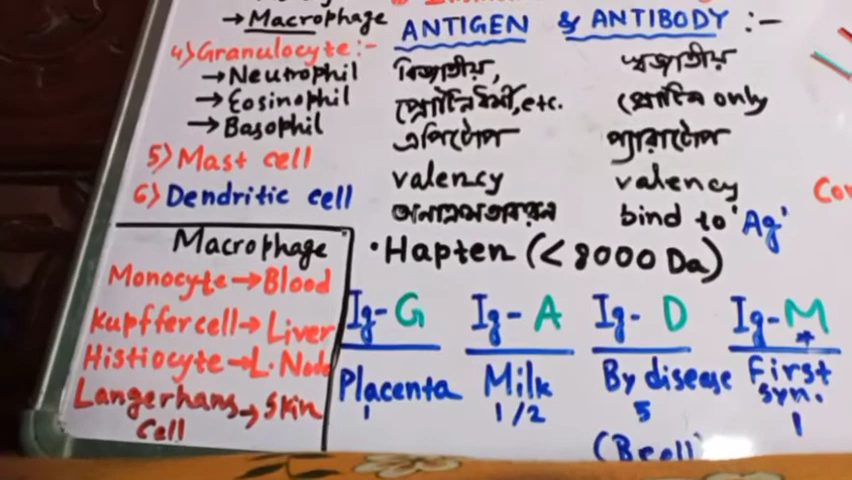 → Macrophage
4) Granulocyte:-
→ Neutrophil
→ Eosinophil
→ Basophil
5) Mast cell
6) Dendritic cell
ANTIGEN & ANTIBODY :-
বিজাতীয়, স্বজাতীয়
প্রোটিনধর্মী, etc. প্রোটিন only
এপিটোপ প্যারাটোপ
valency valency
bind to 'Ag'
• Hapten (< 8000 Da)
Macrophage
Monocyte → Blood
Kupffer cell → Liver
Histiocyte → L. Node
Langerhans → Skin
Cell
Ig-G Ig-A Ig-D Ig-M
Placenta Milk By disease First
syn.
1 1/2 5 1
(B cell)